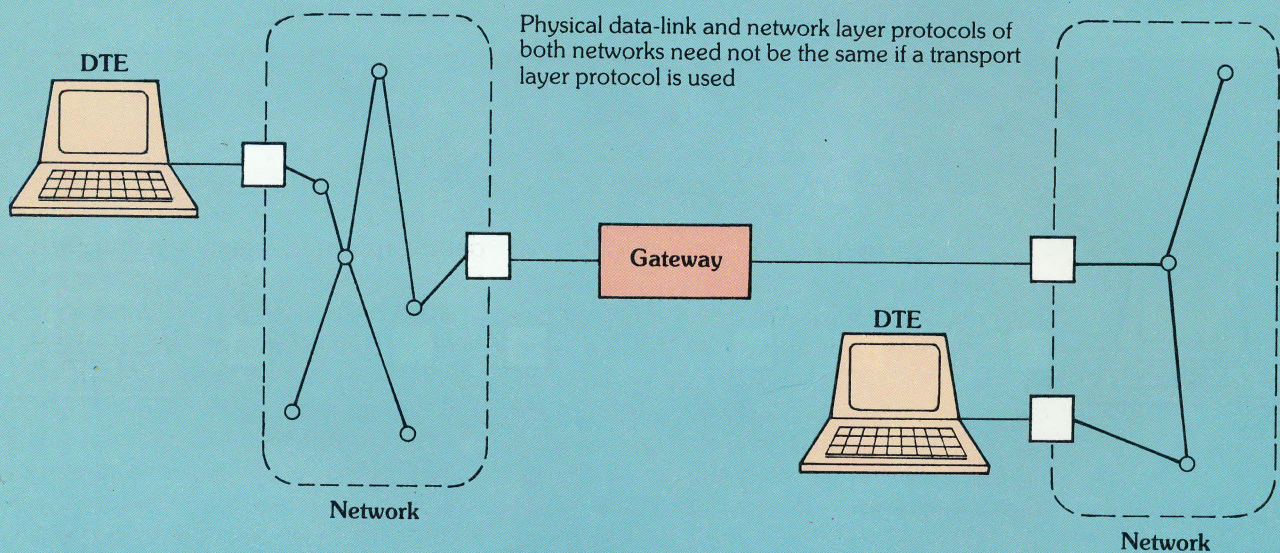 Physical data-link and network layer protocols of
both networks need not be the same if a transport
layer protocol is used
DTE
Gateway
DTE
Network
Network